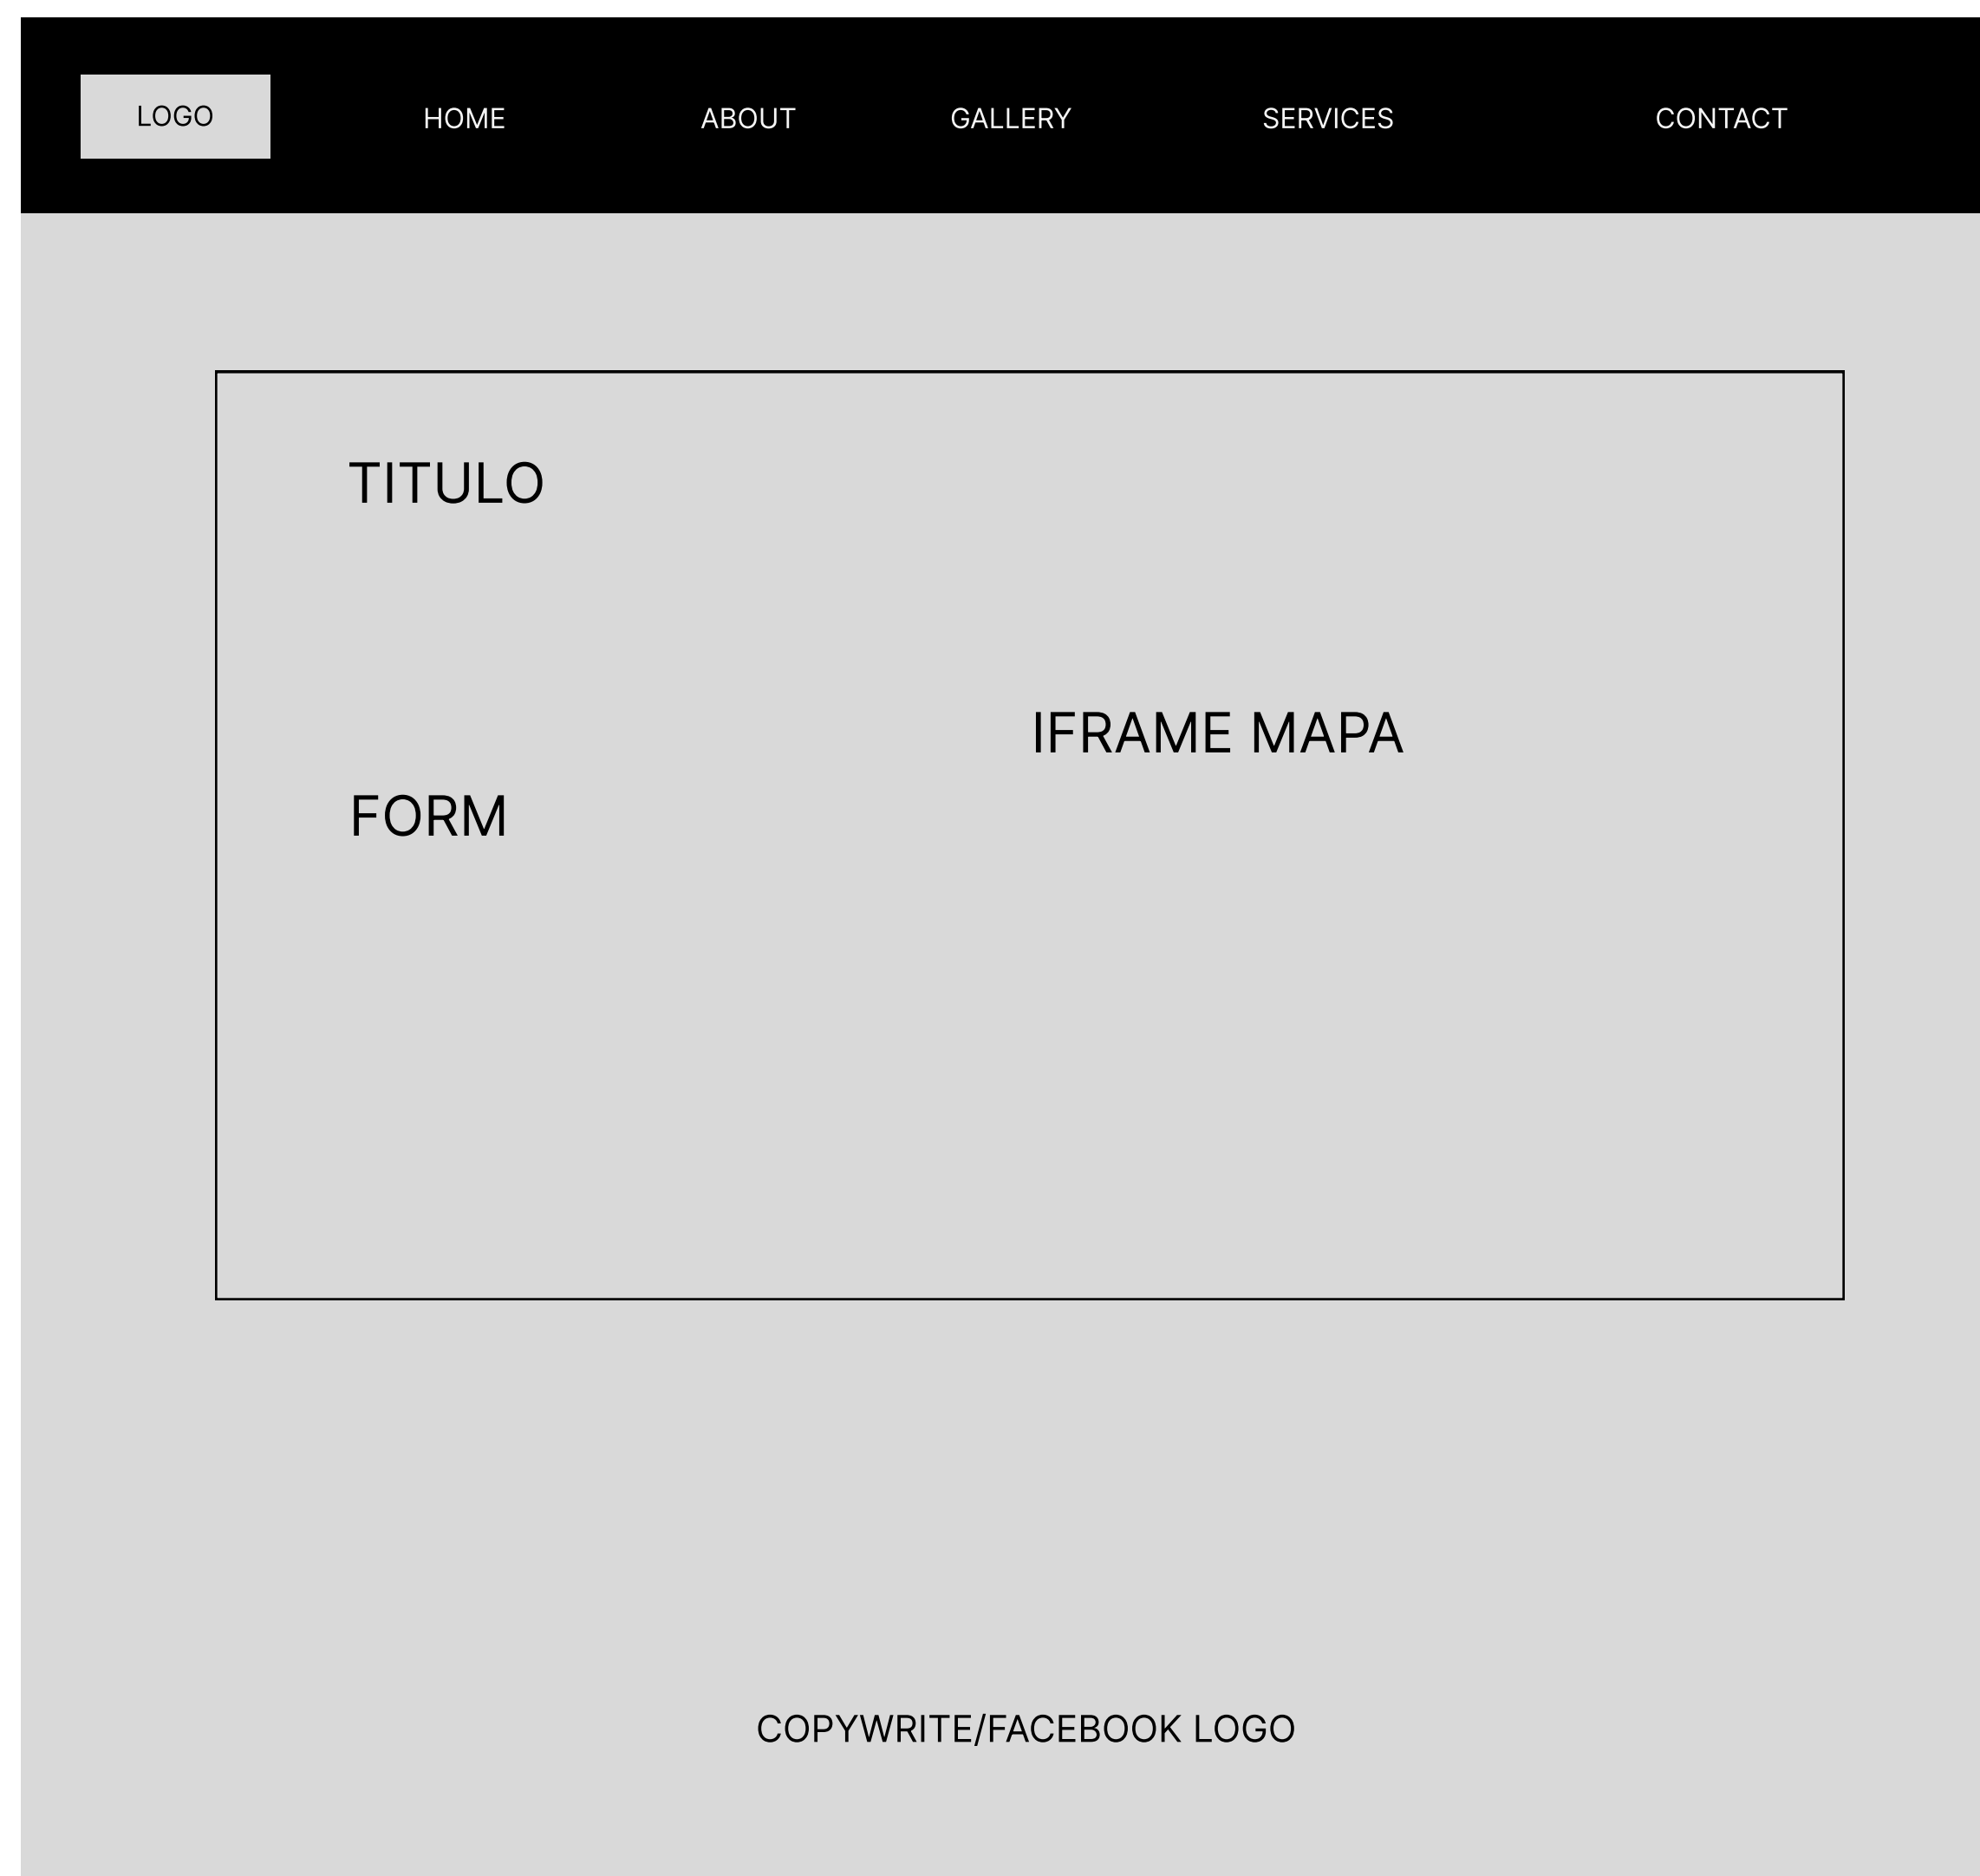 LOGO
HOME
ABOUT
GALLERY
SERVICES
CONTACT
TITULO
IFRAME MAPA
FORM
COPYWRITE/FACEBOOK LOGO